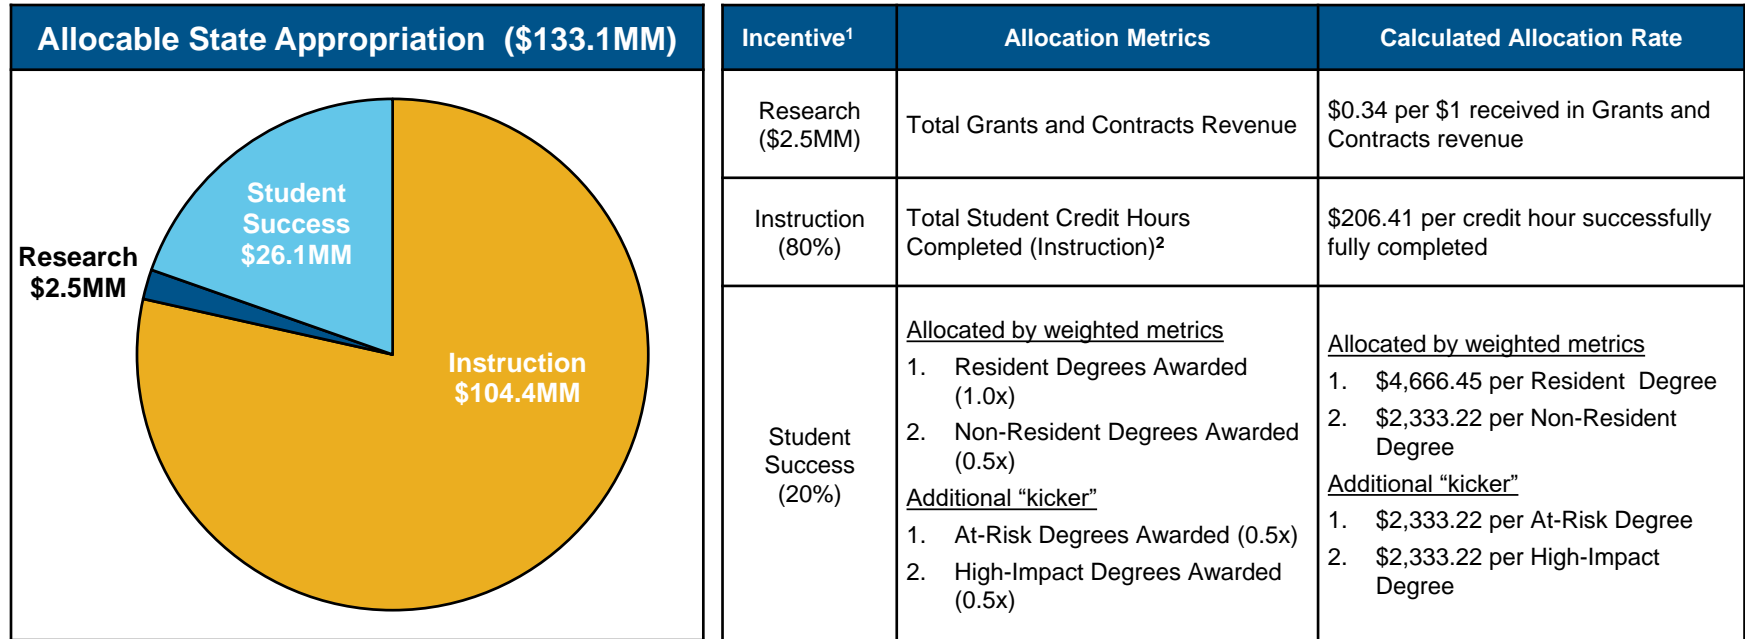 Allocable State Appropriation ($133.1MM)
Student
Success
$26.1MM
Research
$2.5MM
Instruction
$104.4MM
Incentive¹
Allocation Metrics
Calculated Allocation Rate
Research
($2.5MM)
Total Grants and Contracts Revenue
$0.34 per $1 received in Grants and
Contracts revenue
Instruction
(80%)
Total Student Credit Hours
Completed (Instruction)²
$206.41 per credit hour successfully
fully completed
Student
Success
(20%)
Allocated by weighted metrics
1. Resident Degrees Awarded
(1.0x)
2. Non-Resident Degrees Awarded
(0.5x)
Additional “kicker”
1. At-Risk Degrees Awarded (0.5x)
2. High-Impact Degrees Awarded
(0.5x)
Allocated by weighted metrics
1. $4,666.45 per Resident Degree
2. $2,333.22 per Non-Resident
Degree
Additional “kicker”
1. $2,333.22 per At-Risk Degree
2. $2,333.22 per High-Impact
Degree